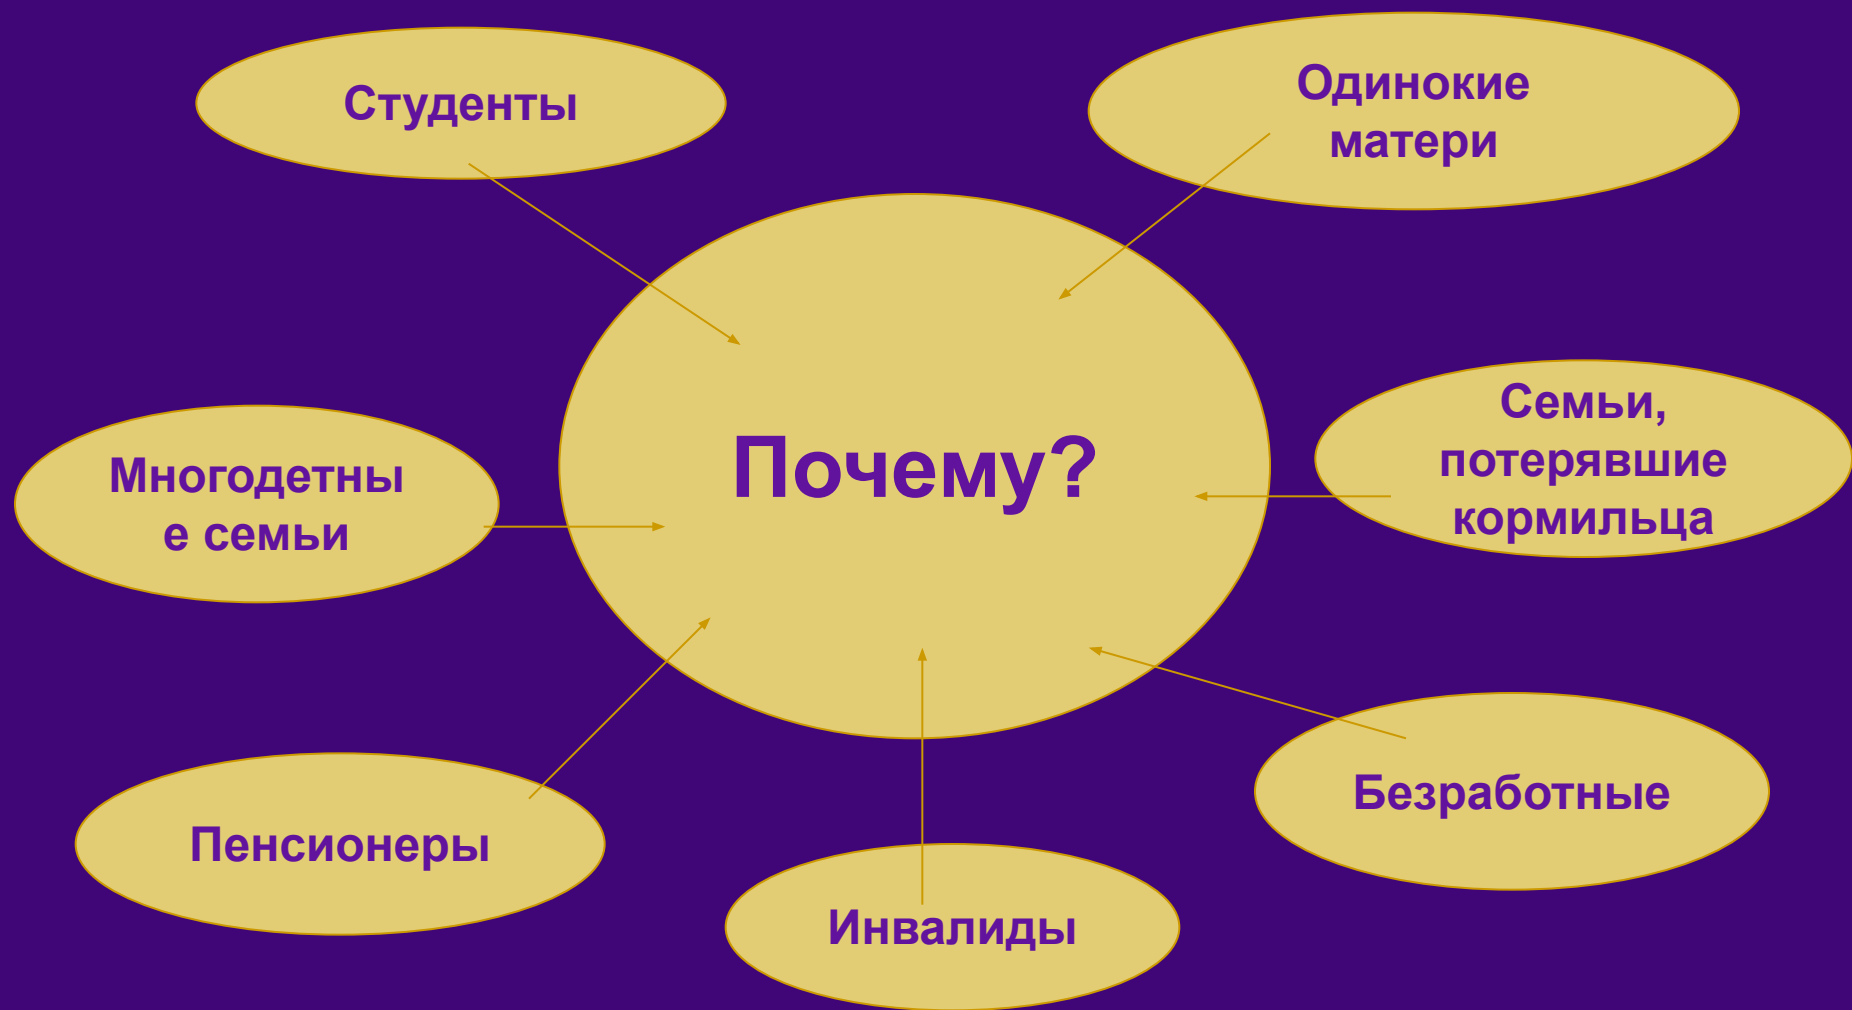 Студенты
Одинокие
матери
Почему?
Семьи,
потерявшие
кормильца
Многодетны
е семьи
Безработные
Пенсионеры
Инвалиды